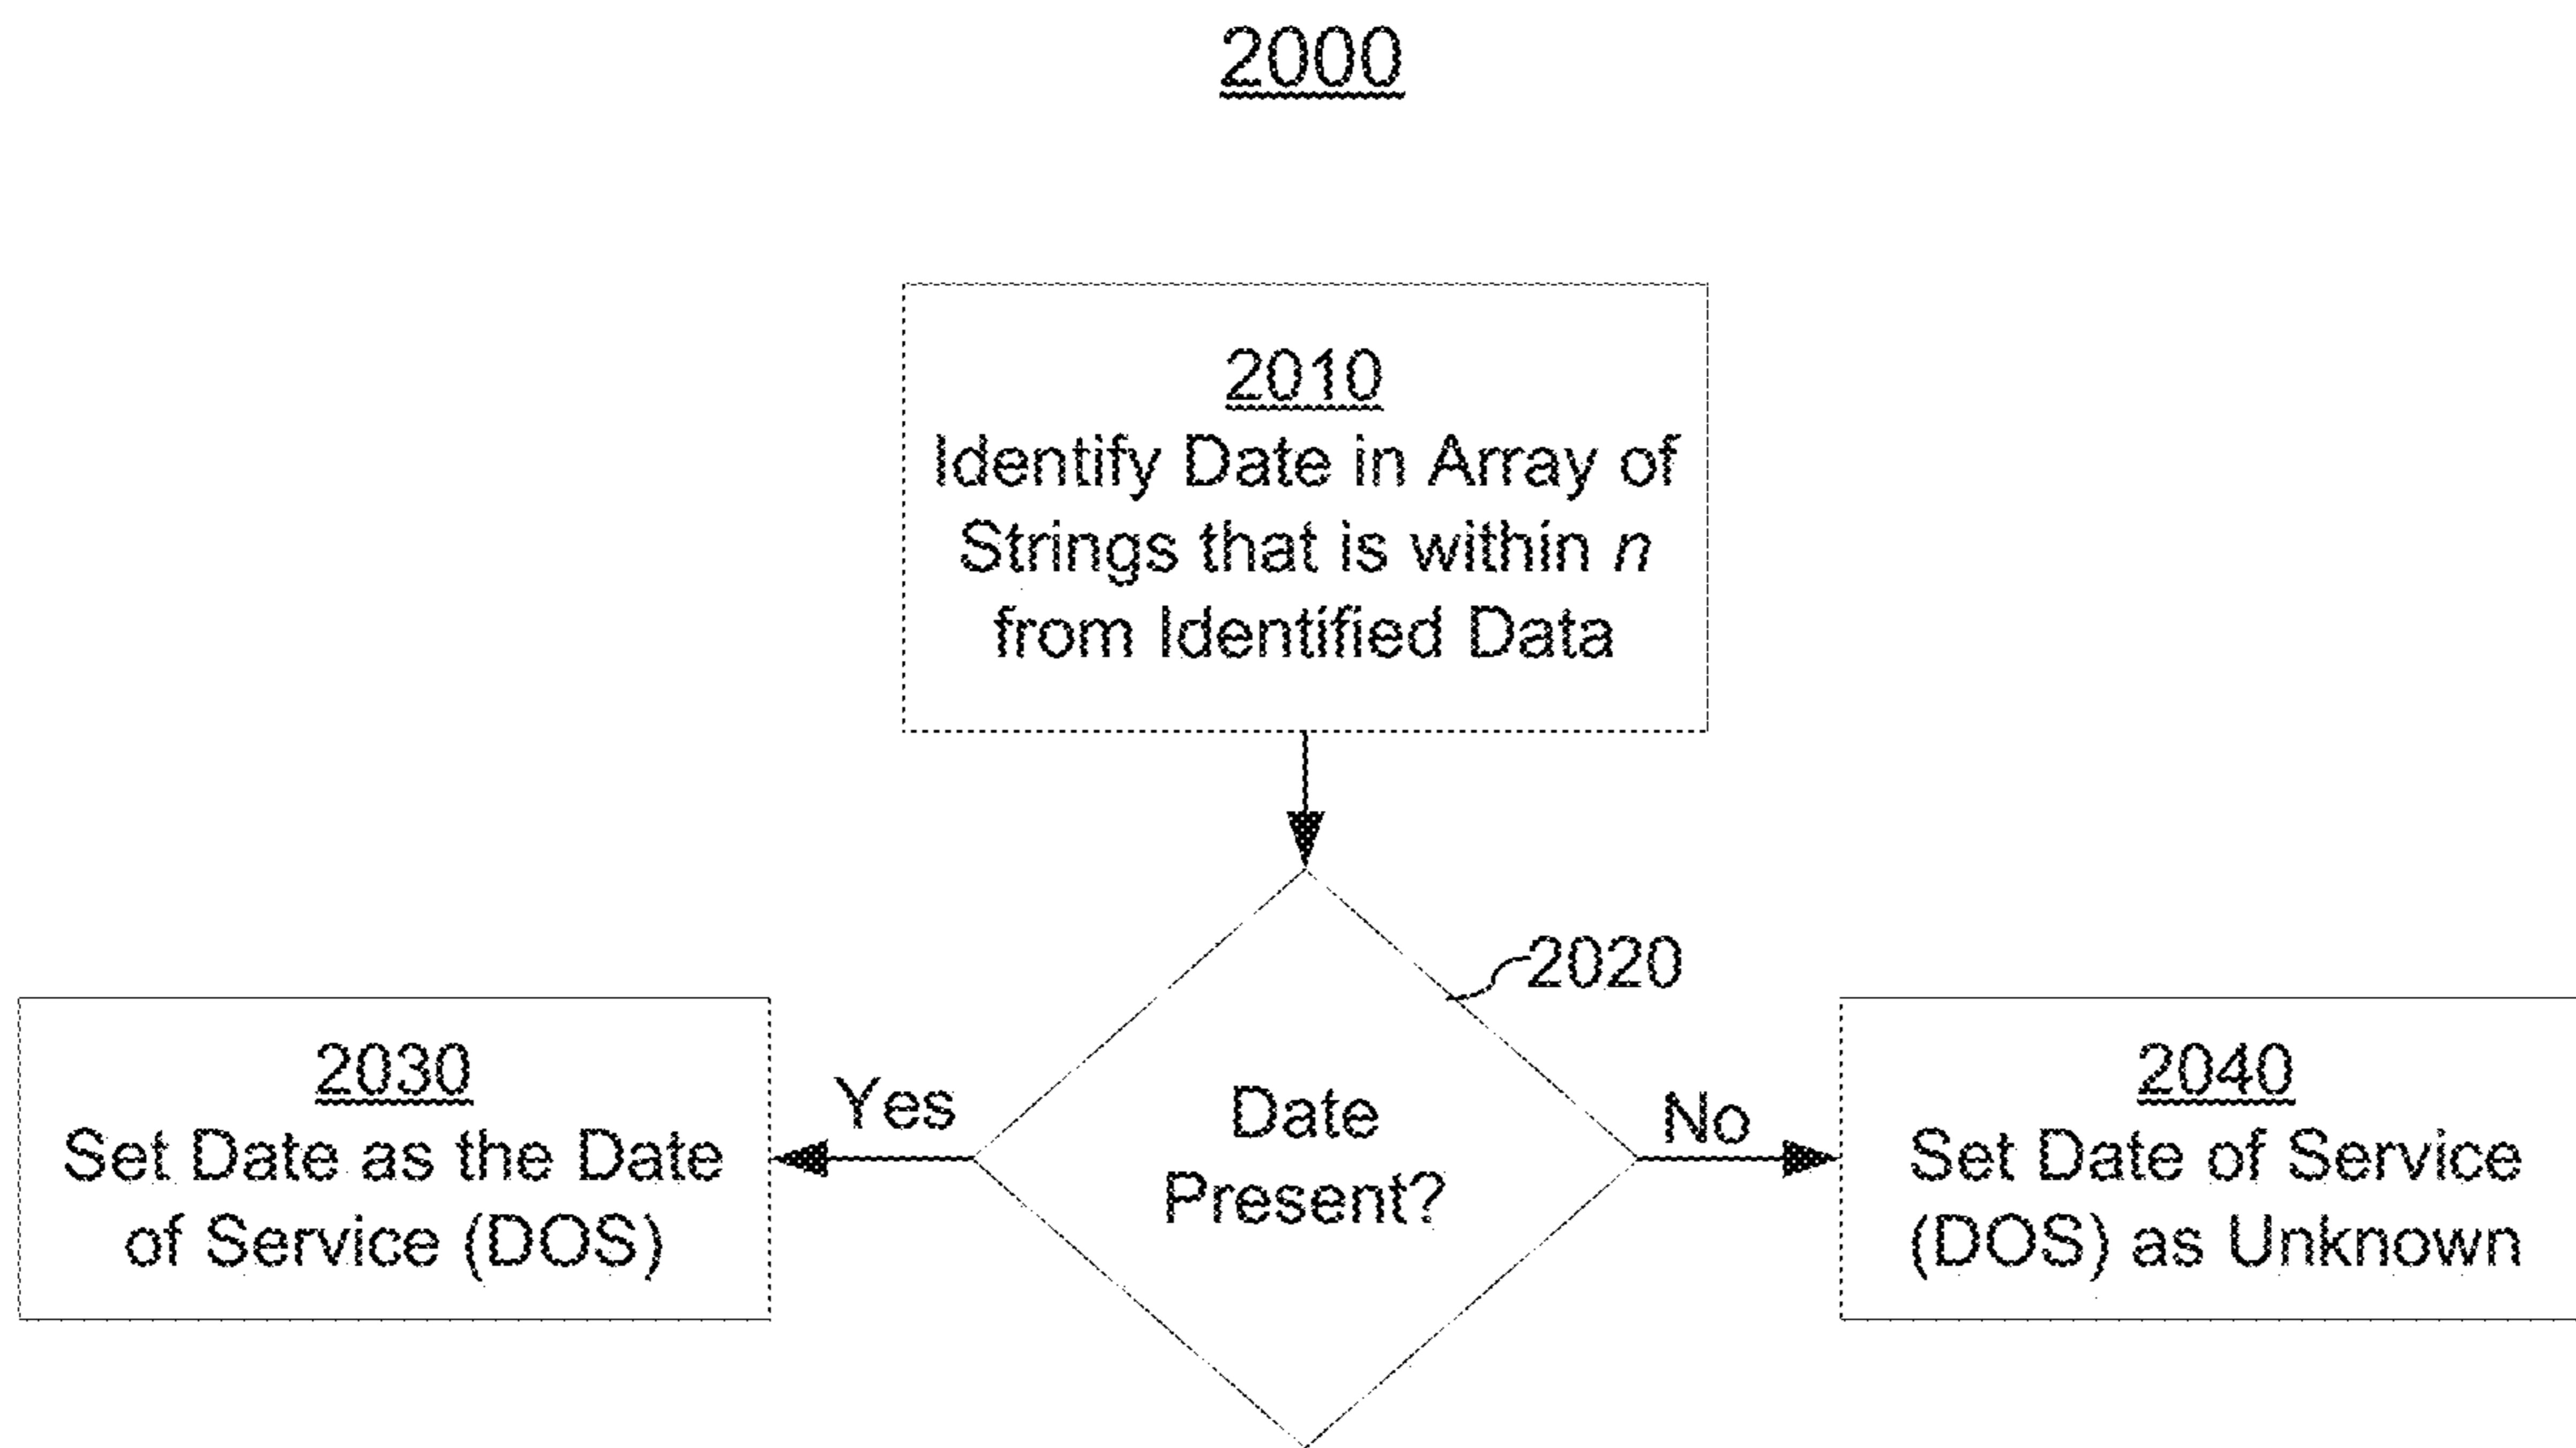 2000
2010
Identify Date in Array of
Strings that is within n
from Identified Data
2020
2030
Set Date as the Date
of Service (DOS)
Yes
Date
Present?
No
2040
Set Date of Service
(DOS) as Unknown